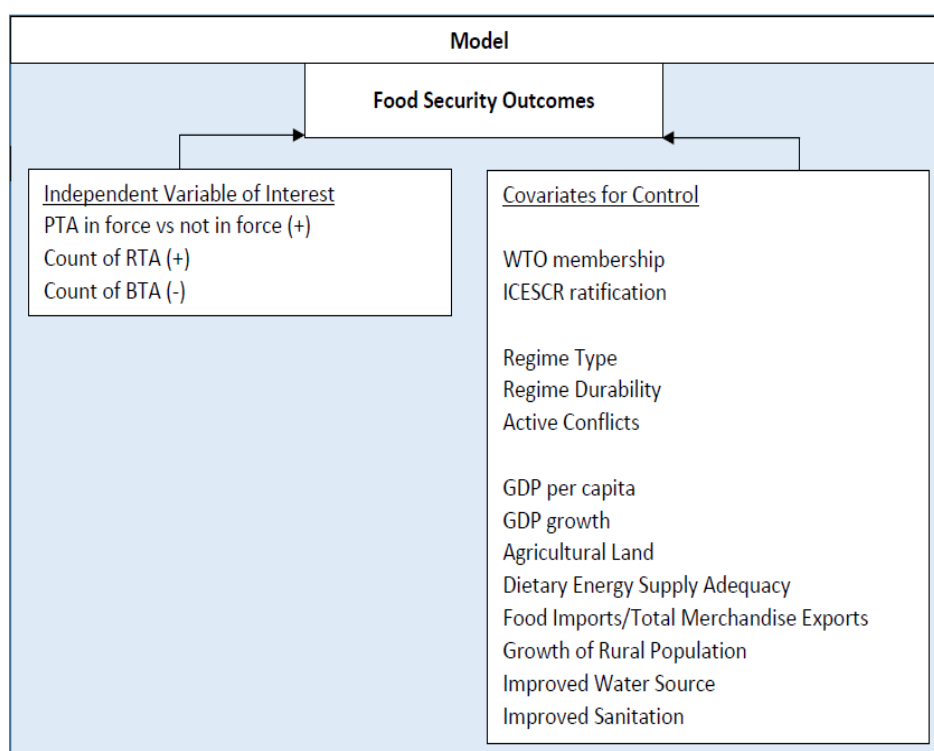 Model
Food Security Outcomes
Independent Variable of Interest
PTA in force vs not in force (+)
Count of RTA (+)
Count of BTA (-)
Covariates for Control
WTO membership
ICESCR ratification
Regime Type
Regime Durability
Active Conflicts
GDP per capita
GDP growth
Agricultural Land
Dietary Energy Supply Adequacy
Food Imports/Total Merchandise Exports
Growth of Rural Population
Improved Water Source
Improved Sanitation